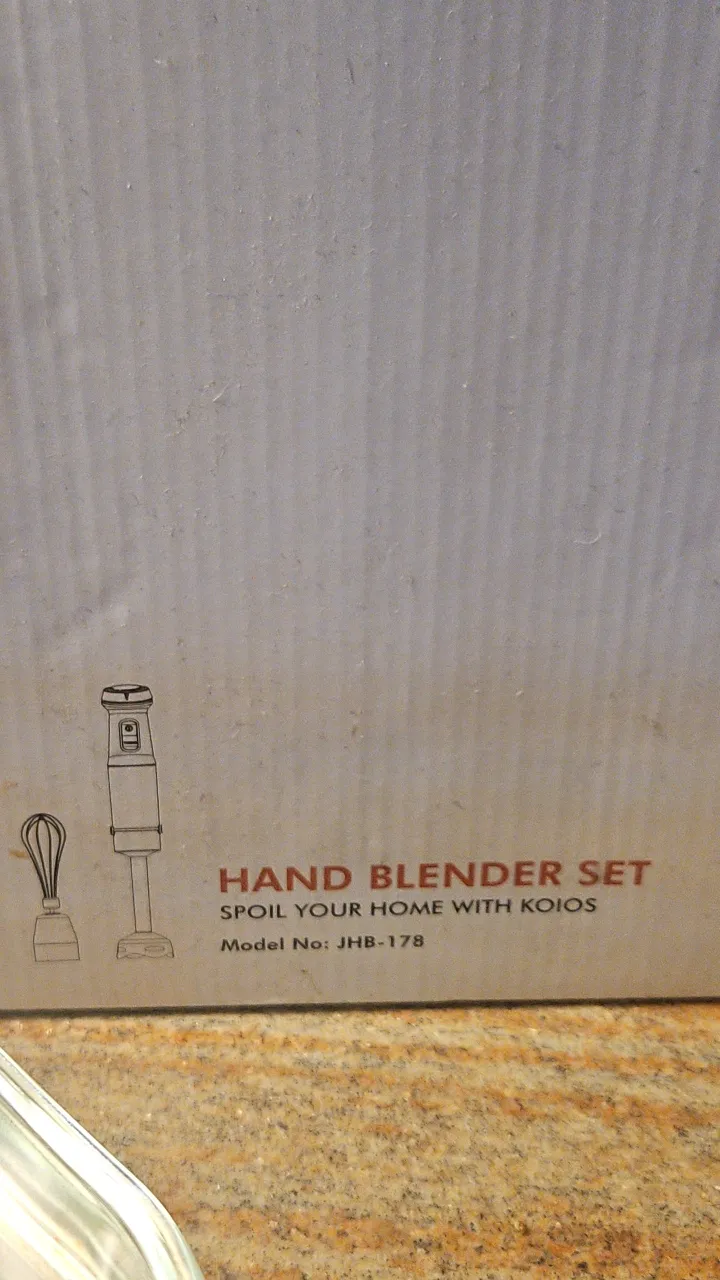 HAND BLENDER SET
SPOIL YOUR HOME WITH KOIOS
Model No: JHB-178